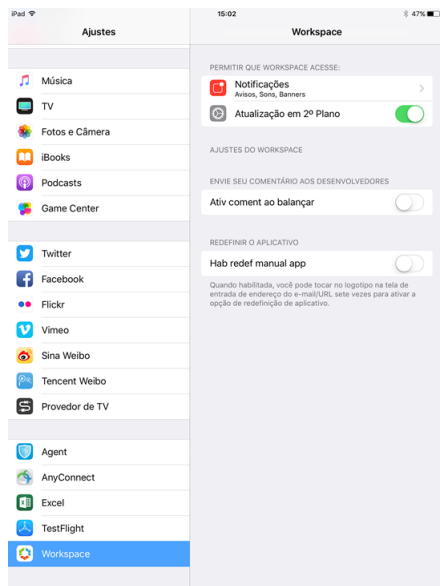 iPad
15:02
47%
Ajustes
Workspace
Música
TV
Fotos e Câmera
iBooks
Podcasts
Game Center
Twitter
Facebook
Flickr
Vimeo
Sina Weibo
Tencent Weibo
Provedor de TV
Agent
AnyConnect
Excel
TestFlight
Workspace
PERMITIR QUE WORKSPACE ACESSE:
Notificações
Avisos, Sons, Banners
Atualização em 2º Plano
AJUSTES DO WORKSPACE
ENVIE SEU COMENTÁRIO AOS DESENVOLVEDORES
Ativ coment ao balançar
REDEFINIR O APLICATIVO
Hab redef manual app
Quando habilitada, você pode tocar no logotipo na tela de
entrada de endereço do e-mail/URL sete vezes para ativar a
opção de redefinição de aplicativo.